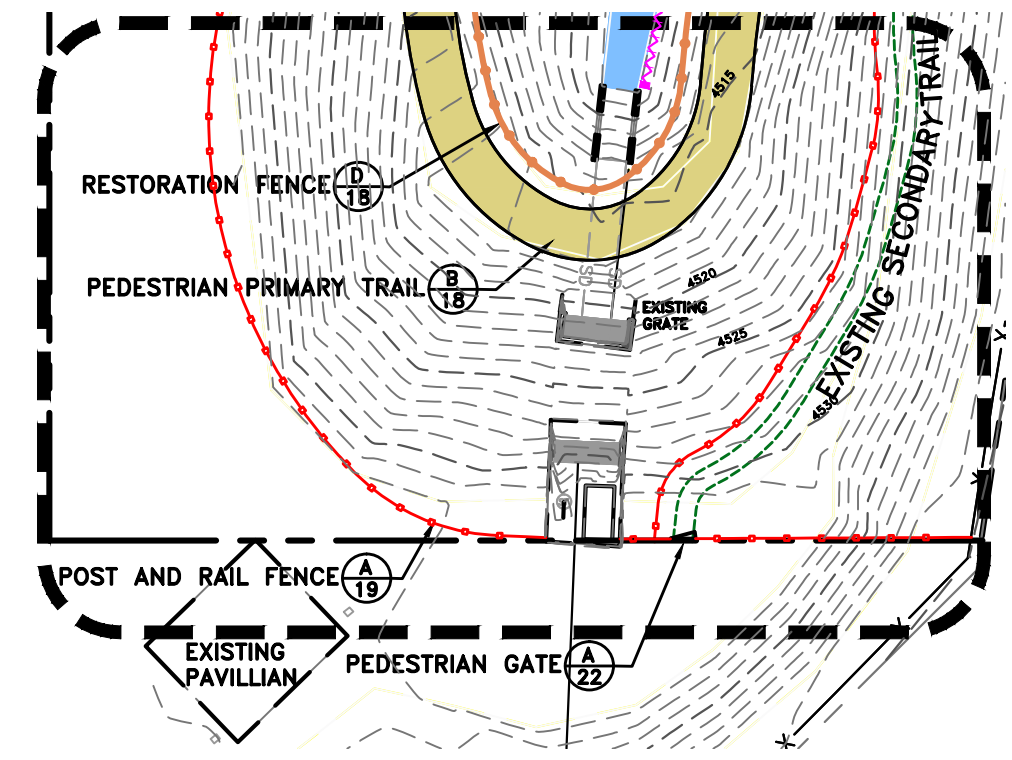 4515
EXISTING SECONDARY TRAIL
RESTORATION FENCE
D
18
PEDESTRIAN PRIMARY TRAIL
B
18
SD
SD
4520
EXISTING
GRATE
4525
4530
POST AND RAIL FENCE
A
19
EXISTING
PAVILLIAN
PEDESTRIAN GATE
A
22